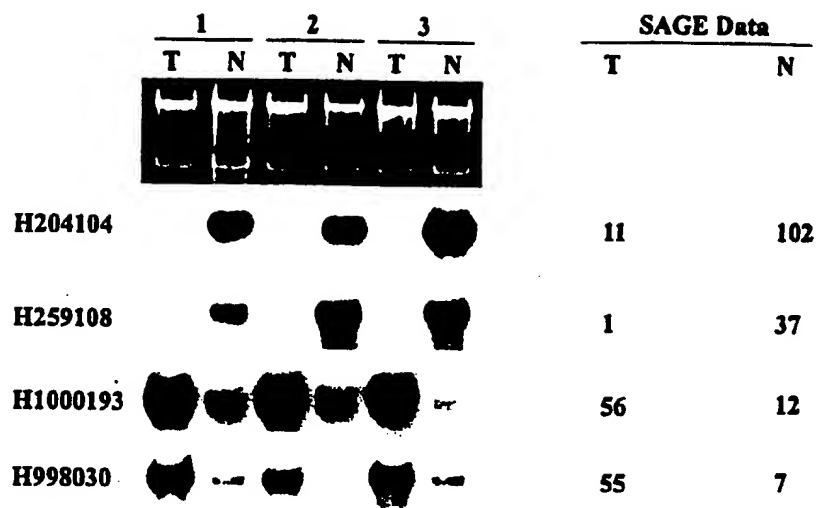 1 2 3 SAGE Data
T N T N T N T N
H204104 11 102
H259108 1 37
H1000193 56 12
H998030 55 7